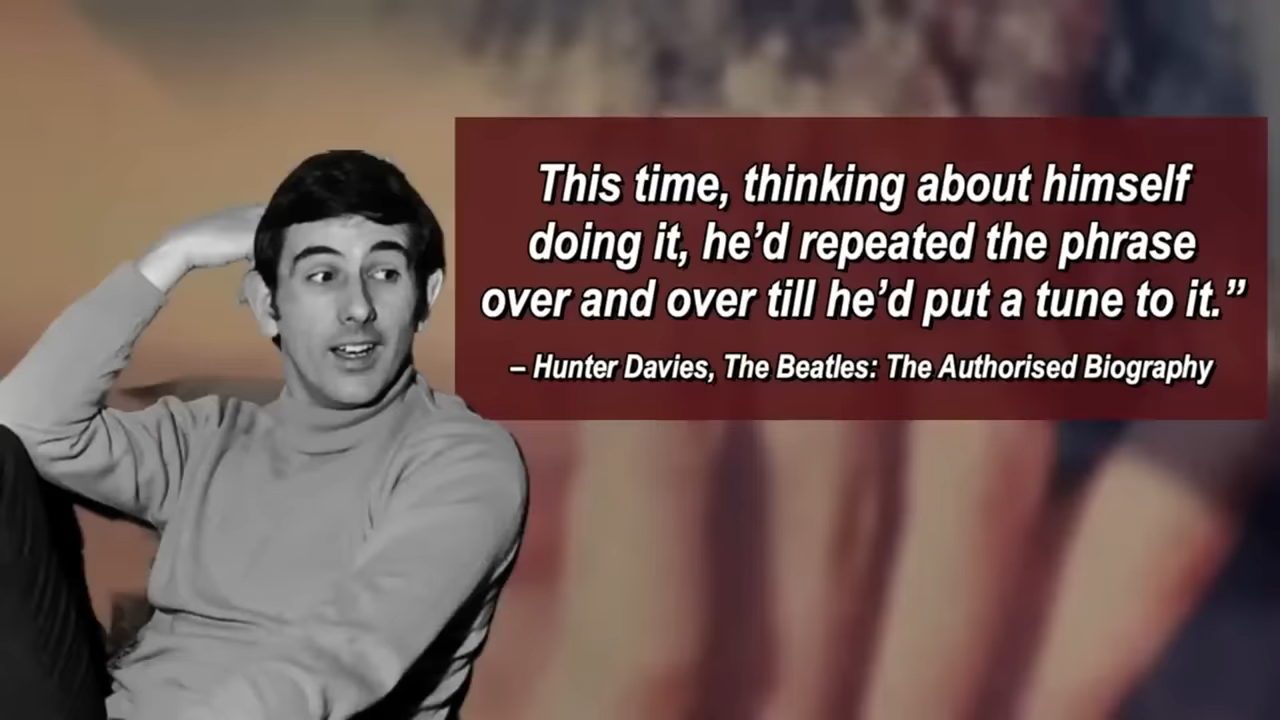 This time, thinking about himself
doing it, he’d repeated the phrase
over and over till he’d put a tune to it.”
– Hunter Davies, The Beatles: The Authorised Biography